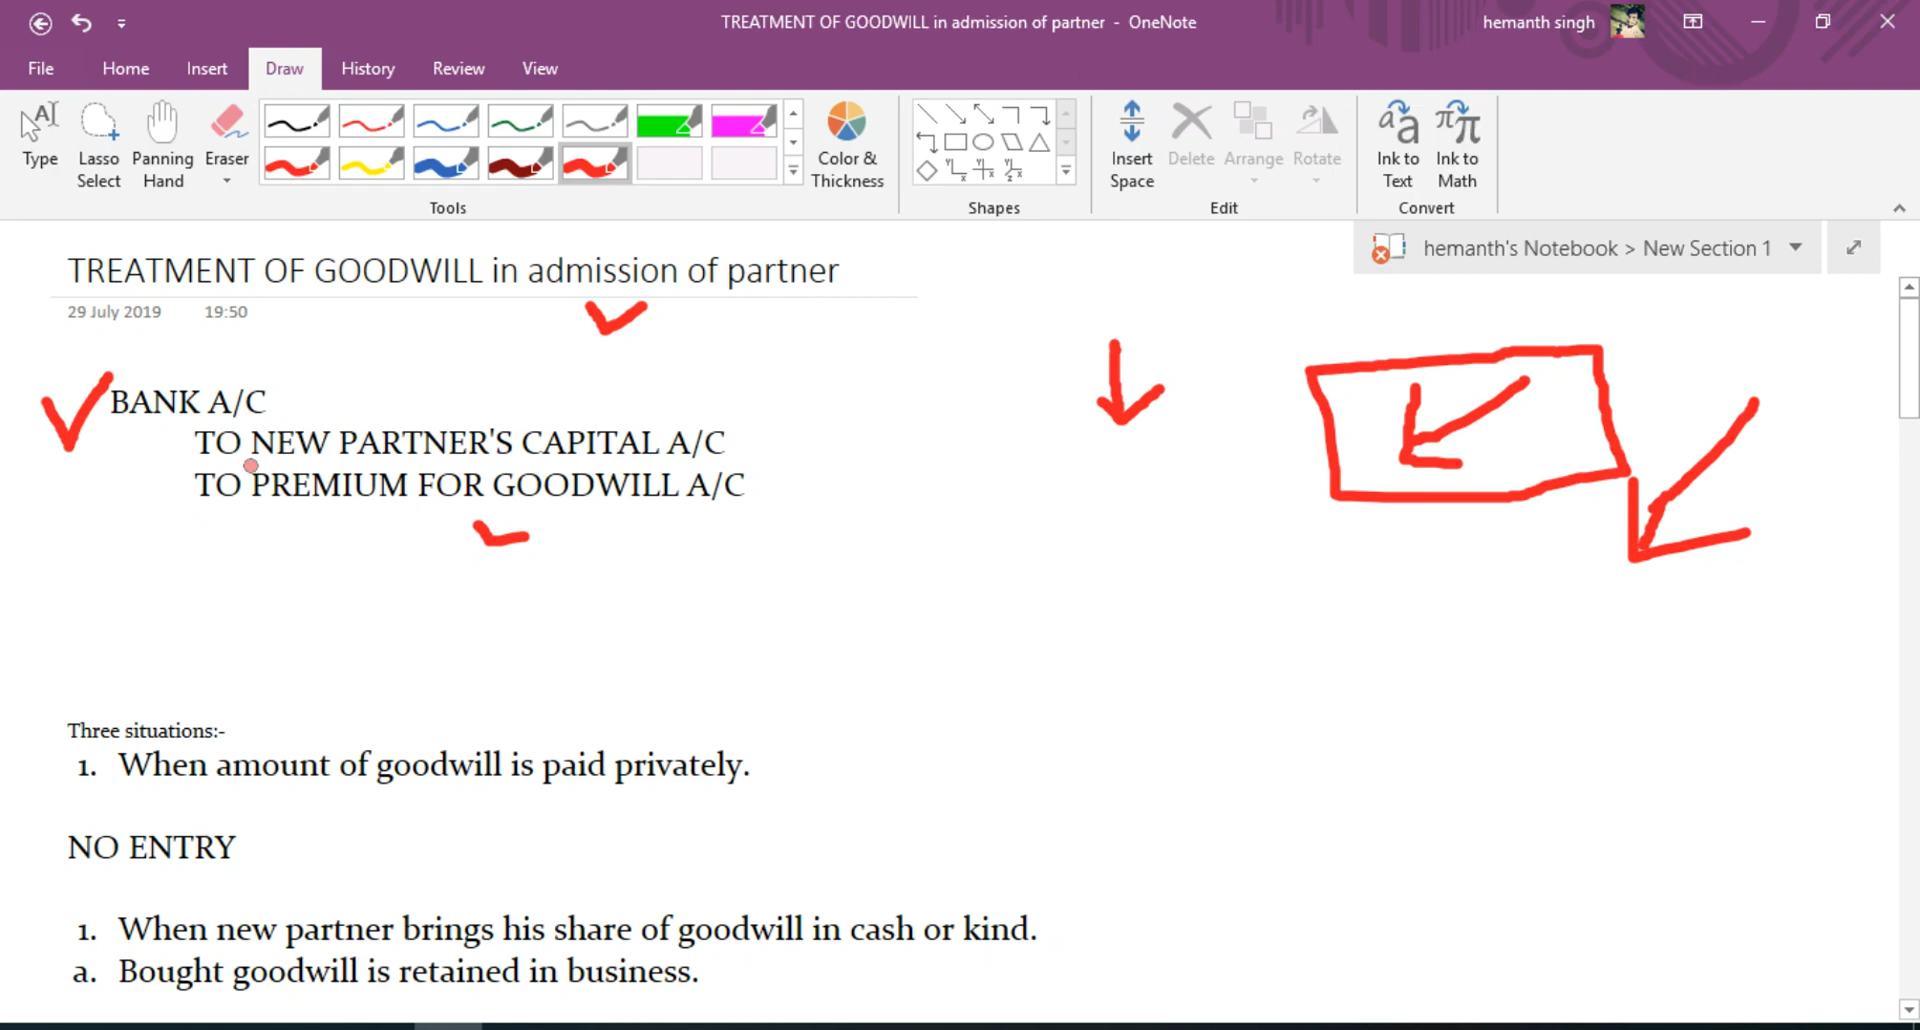 TREATMENT OF GOODWILL in admission of partner - OneNote
hemanth singh
File Home Insert Draw History Review View
Type
Lasso Select
Panning Hand
Eraser
Color & Thickness
Insert Space
Delete
Arrange
Rotate
Ink to Text
Ink to Math
Tools
Shapes
Edit
Convert
hemanth's Notebook > New Section 1
TREATMENT OF GOODWILL in admission of partner
29 July 2019 19:50
BANK A/C
TO NEW PARTNER'S CAPITAL A/C
TO PREMIUM FOR GOODWILL A/C
Three situations:-
1. When amount of goodwill is paid privately.
NO ENTRY
1. When new partner brings his share of goodwill in cash or kind.
a. Bought goodwill is retained in business.